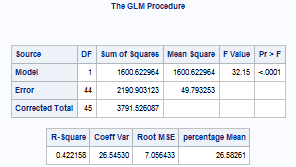 The GLM Procedure
Source DF Sum of Squares Mean Square F Value Pr > F
Model 1 1600.622964 1600.622964 32.15 <.0001
Error 44 2190.903123 49.793253
Corrected Total 45 3791.526087
R-Square Coeff Var Root MSE percentage Mean
0.422158 26.54530 7.056433 26.58261